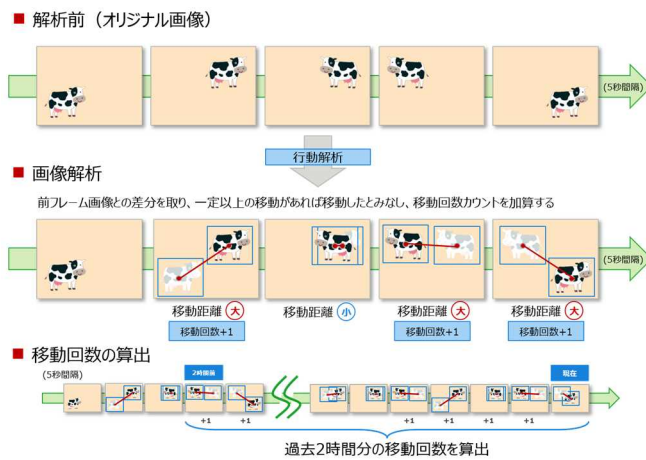 ■ 解析前（オリジナル画像）
(5秒間隔)
行動解析
■ 画像解析
前フレーム画像との差分を取り、一定以上の移動があれば移動したとみなし、移動回数カウントを加算する
(5秒間隔)
移動距離 大
移動回数+1
移動距離 小
移動距離 大
移動回数+1
移動距離 大
移動回数+1
■ 移動回数の算出
(5秒間隔)
2時間前
現在
+1 +1 +1 +1 +1 +1
過去2時間分の移動回数を算出